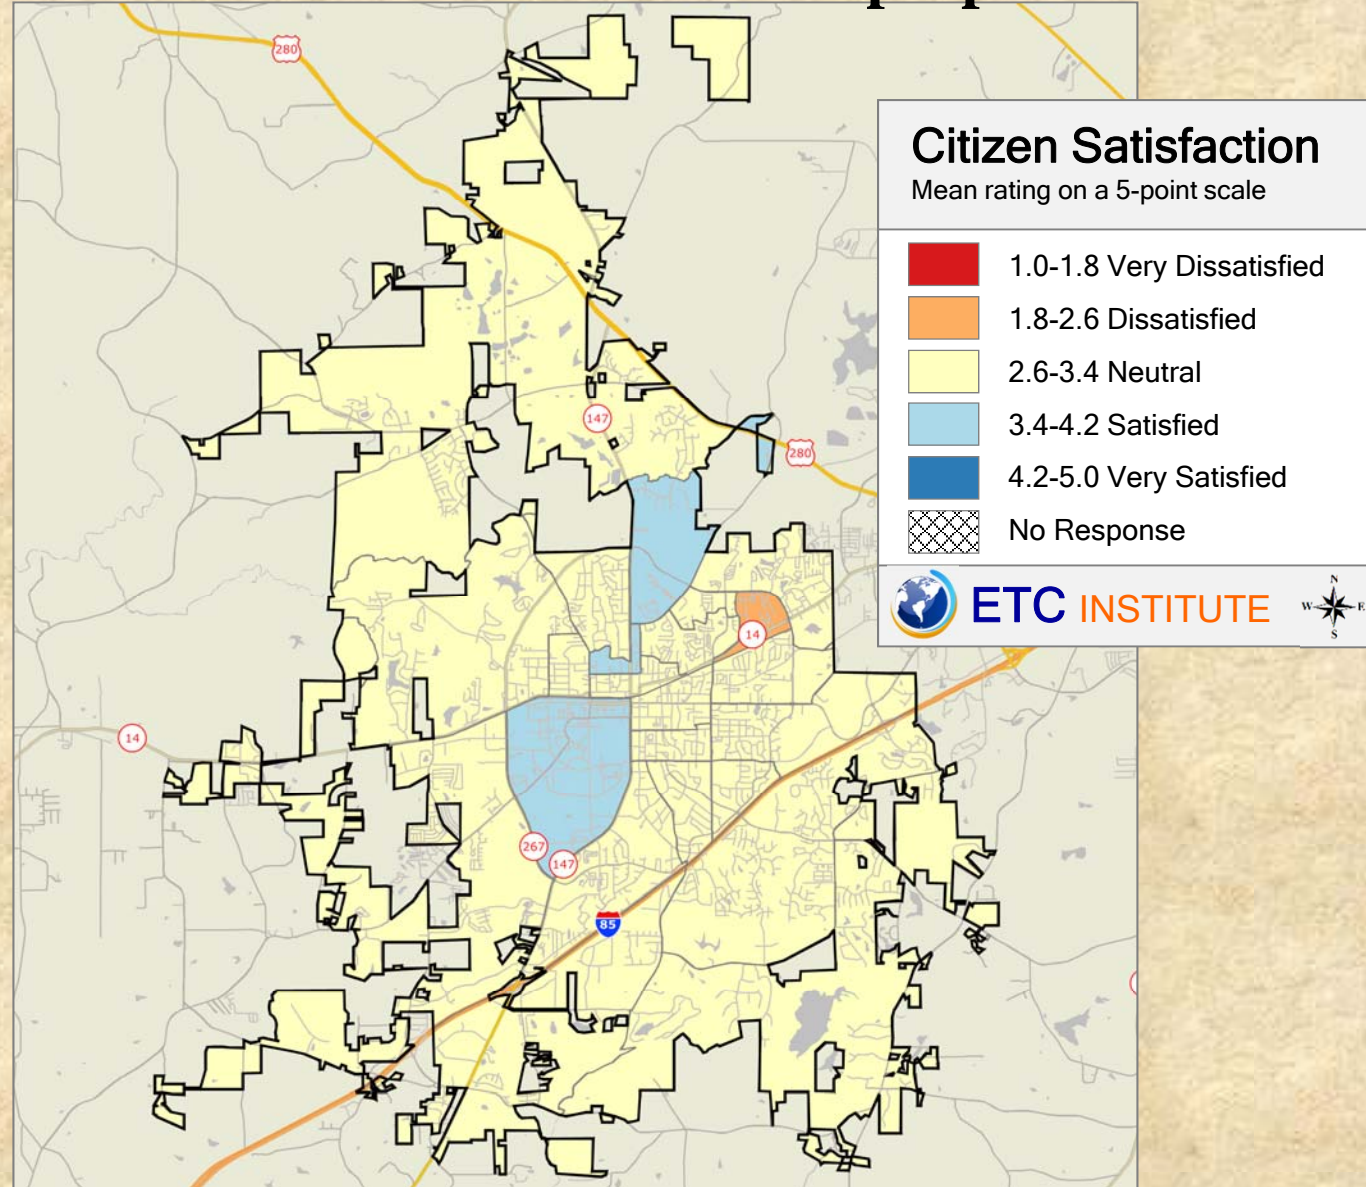 280
Citizen Satisfaction
Mean rating on a 5-point scale
1.0-1.8 Very Dissatisfied
1.8-2.6 Dissatisfied
2.6-3.4 Neutral
3.4-4.2 Satisfied
4.2-5.0 Very Satisfied
No Response
ETC INSTITUTE
N
W
E
S
147
280
14
14
267
147
85